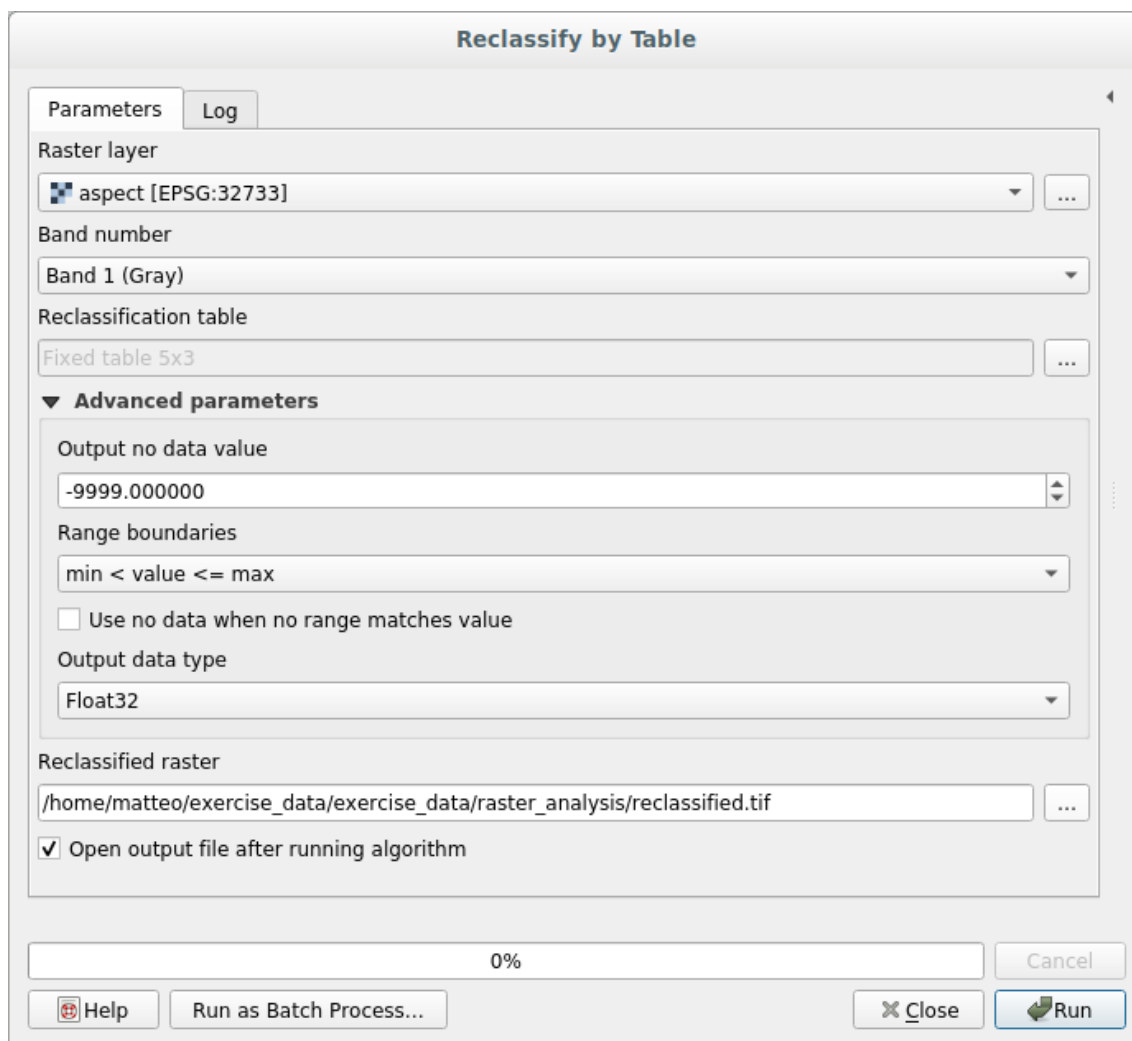 Reclassify by Table
Parameters
Log
Raster layer
aspect [EPSG:32733]
...
Band number
Band 1 (Gray)
Reclassification table
Fixed table 5x3
...
Advanced parameters
Output no data value
-9999.000000
Range boundaries
min < value <= max
Use no data when no range matches value
Output data type
Float32
Reclassified raster
/home/matteo/exercise_data/exercise_data/raster_analysis/reclassified.tif
...
Open output file after running algorithm
0%
Cancel
Help
Run as Batch Process...
Close
Run